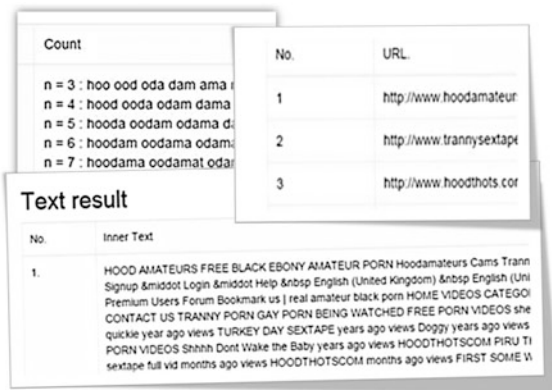 Count
n = 3 : hoo ood oda dam ama
n = 4 : hood ooda odam dama
n = 5 : hooda oodam odama
n = 6 : hoodam oodama odama
n = 7 : hoodama oodamat
No. URL.
1 http://www.hoodamateur
2 http://www.trannysextape
3 http://www.hoodthots.cor
Text result
No. Inner Text
1. HOOD AMATEURS FREE BLACK EBONY AMATEUR PORN Hoodamateurs Cams Trann
Signup &middot Login &middot Help &nbsp English (United Kingdom) &nbsp English (Uni
Premium Users Forum Bookmark us | real amateur black porn HOME VIDEOS CATEGO
CONTACT US TRANNY PORN GAY PORN BEING WATCHED FREE PORN VIDEOS she
quickie year ago views TURKEY DAY SEXTAPE years ago views Doggy years ago views
PORN VIDEOS Shhhh Dont Wake the Baby years ago views HOODTHOTSCOM PIRU
sextape full vid months ago views HOODTHOTSCOM months ago views FIRST SOME W